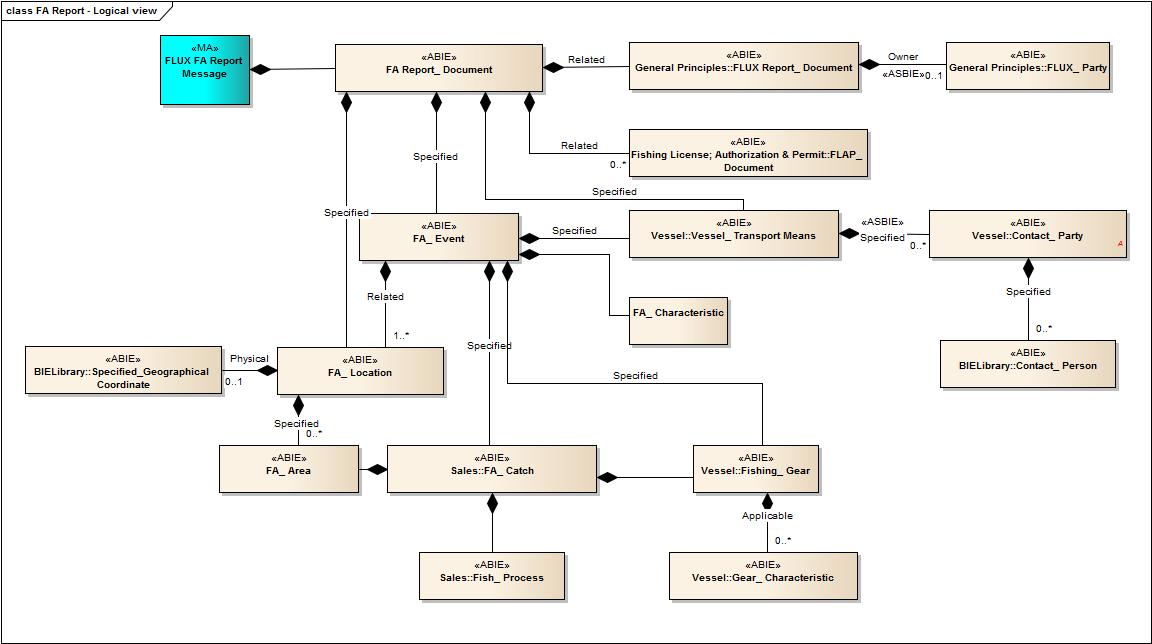 class FA Report - Logical view
«MA»
FLUX FA Report
Message
«ABIE»
FA Report_ Document
Related
«ABIE»
General Principles::FLUX Report_ Document
Owner
«ASBIE»
0..1
«ABIE»
General Principles::FLUX_ Party
Related
0..*
«ABIE»
Fishing License; Authorization & Permit::FLAP_
Document
Specified
Specified
Specified
«ABIE»
FA_ Event
Specified
«ABIE»
Vessel::Vessel_ Transport Means
«ASBIE»
Specified
0..*
«ABIE»
Vessel::Contact_ Party
A
Related
1..*
FA_ Characteristic
Specified
0..*
Specified
«ABIE»
BIELibrary::Specified_Geographical
Coordinate
Physical
0..1
«ABIE»
FA_ Location
«ABIE»
BIELibrary::Contact_ Person
Specified
Specified
0..*
«ABIE»
FA_ Area
«ABIE»
Sales::FA_ Catch
«ABIE»
Vessel::Fishing_ Gear
Applicable
0..*
«ABIE»
Sales::Fish_ Process
«ABIE»
Vessel::Gear_ Characteristic